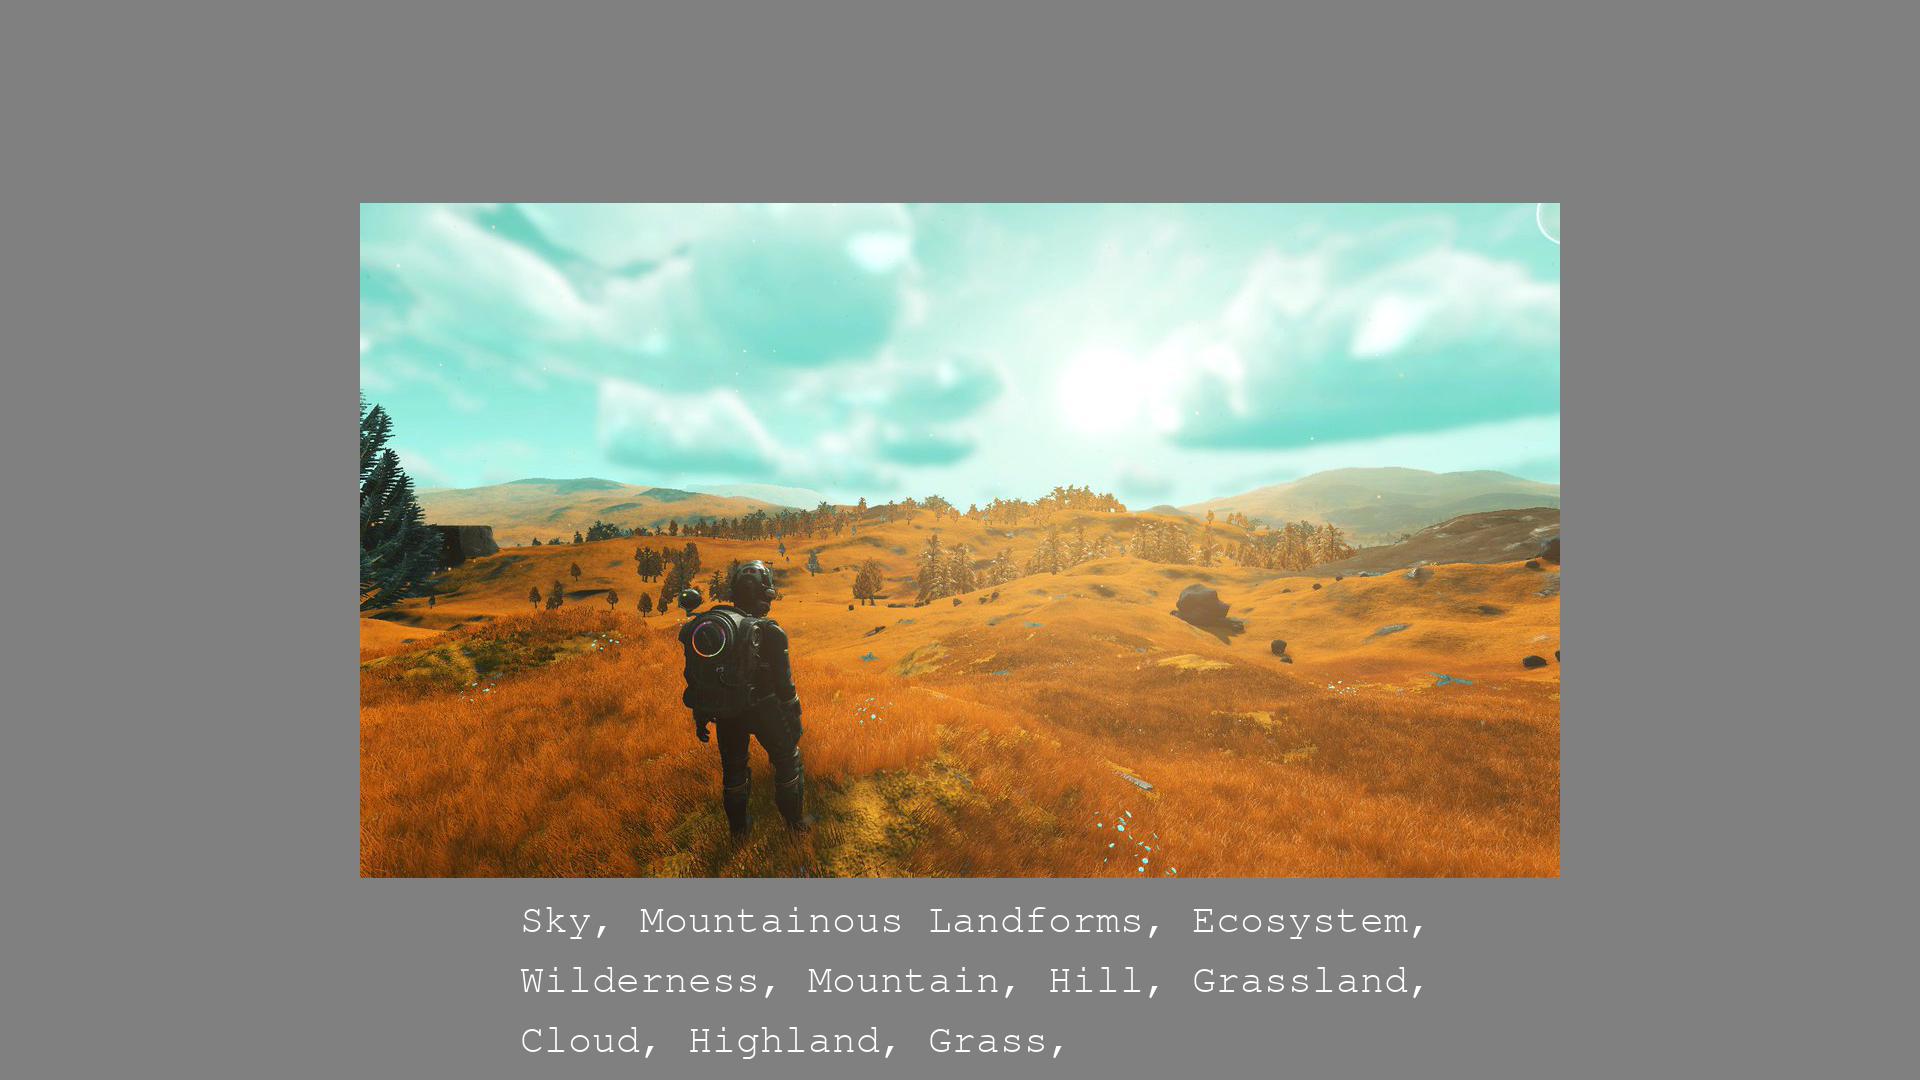 Sky, Mountainous Landforms, Ecosystem,
Wilderness, Mountain, Hill, Grassland,
Cloud, Highland, Grass,